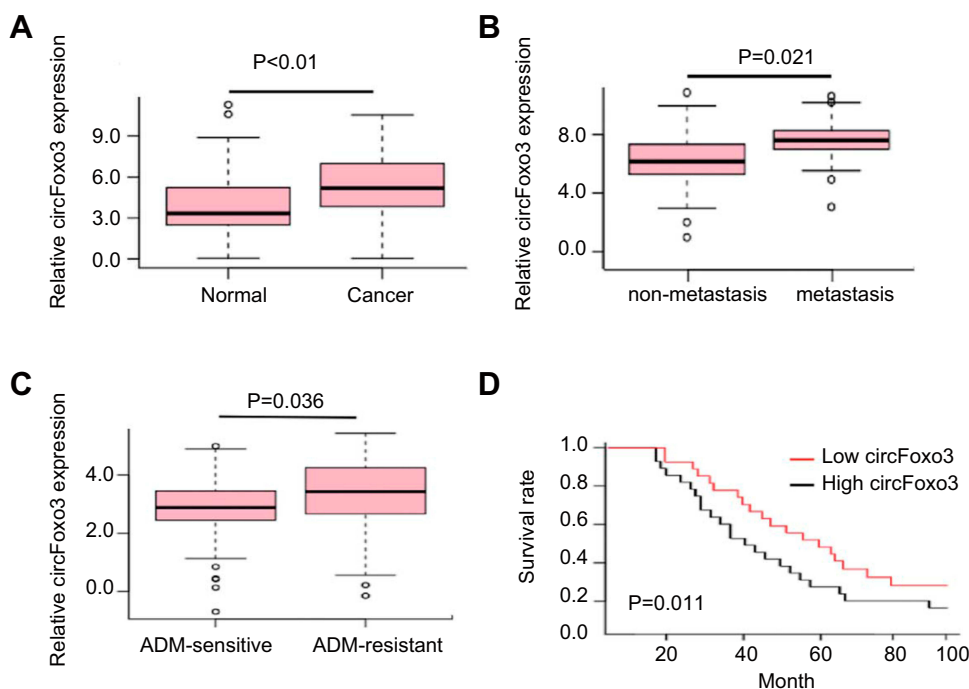 A
P<0.01
Relative circFoxo3 expression
9.0
6.0
3.0
0.0
Normal
Cancer
B
P=0.021
Relative circFoxo3 expression
8.0
4.0
0.0
non-metastasis
metastasis
C
P=0.036
Relative circFoxo3 expression
4.0
2.0
0.0
ADM-sensitive
ADM-resistant
D
Survival rate
1.0
0.8
0.6
0.4
0.2
0.0
Low circFoxo3
High circFoxo3
P=0.011
20
40
60
80
100
Month